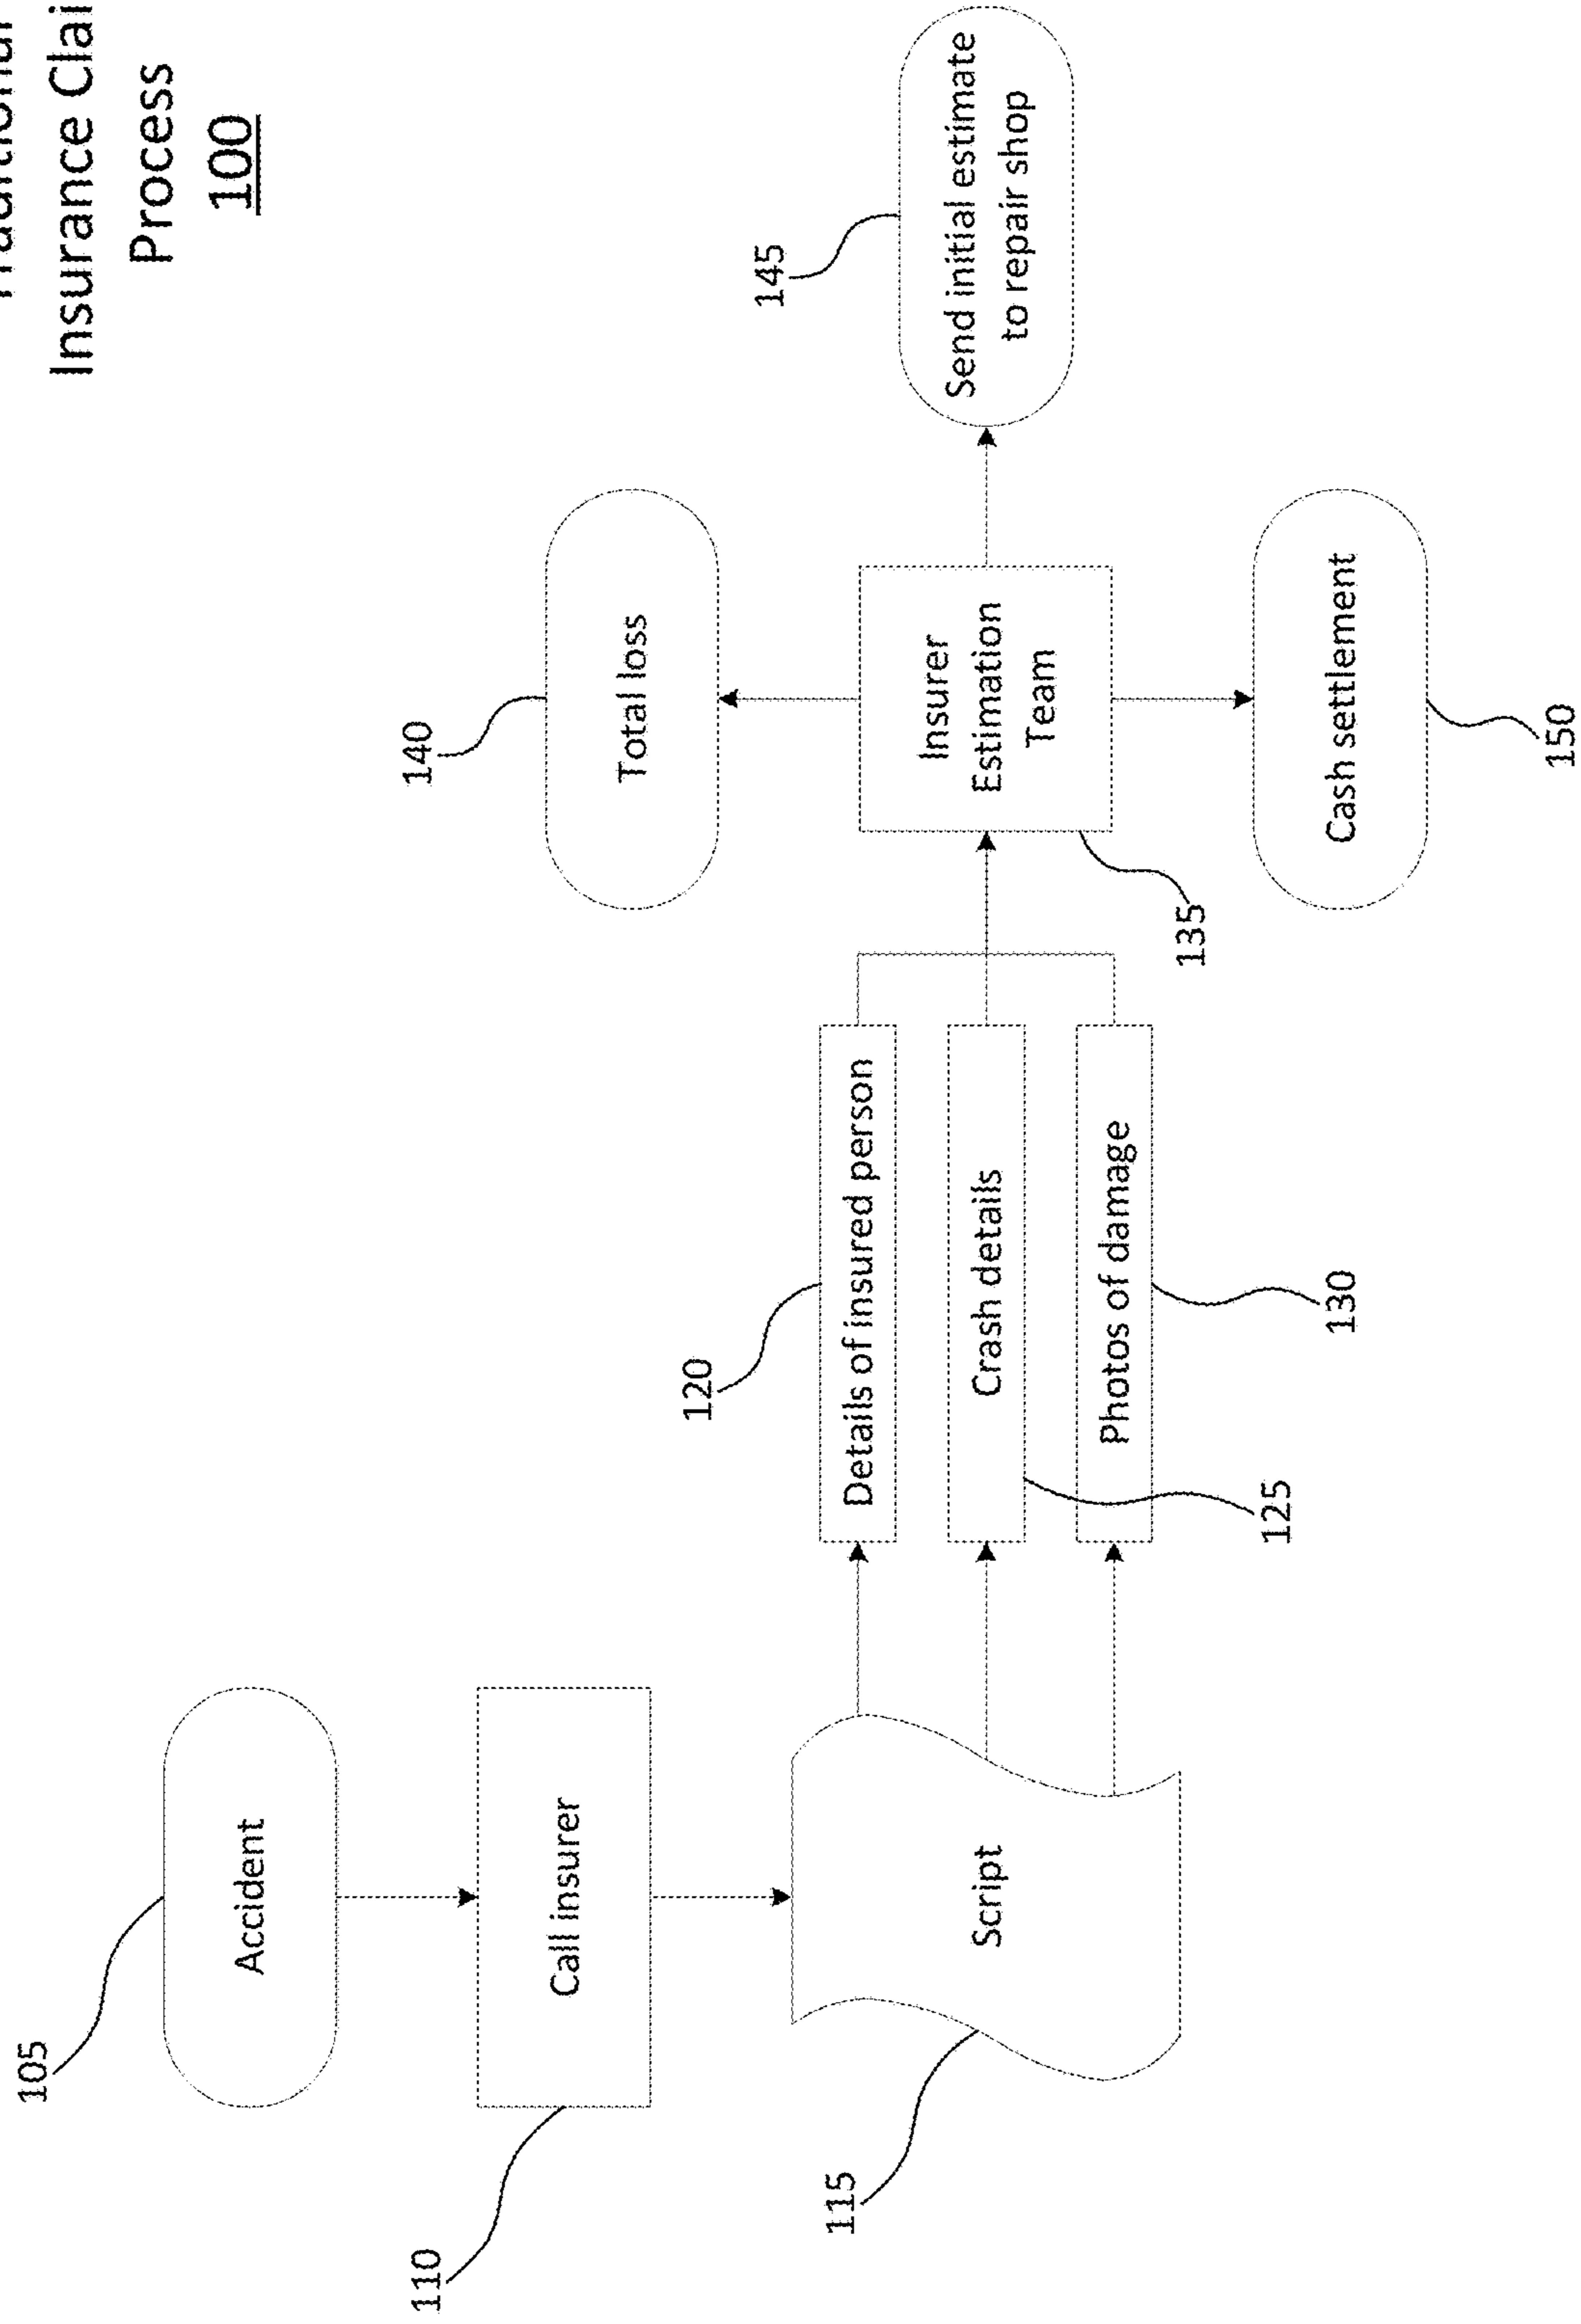 Traditional
Insurance Clai
Process
100
105
Accident
110
Call insurer
115
Script
120
Details of insured person
Crash details
125
Photos of damage
130
140
Total loss
Insurer
Estimation
Team
135
145
Send initial estimate
to repair shop
Cash settlement
150